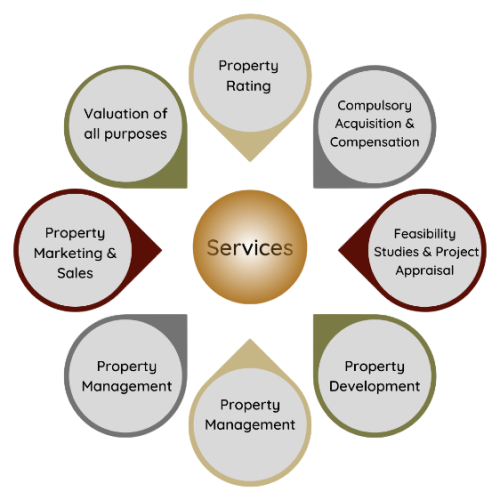 Property
Rating
Compulsory
Acquisition &
Compensation
Feasibility
Studies & Project
Appraisal
Property
Development
Property
Management
Property
Management
Property
Marketing &
Sales
Valuation of
all purposes
Services